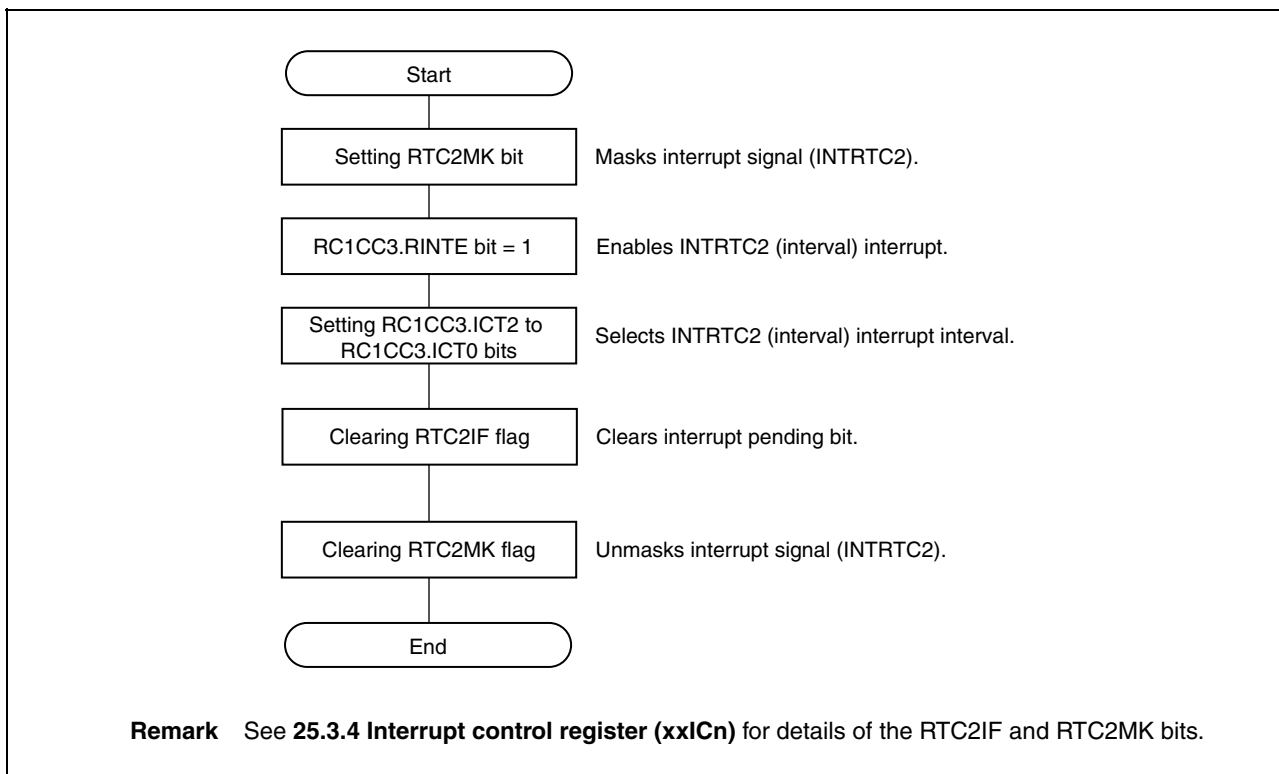 Start
Setting RTC2MK bit
Masks interrupt signal (INTRTC2).
RC1CC3.RINTE bit = 1
Enables INTRTC2 (interval) interrupt.
Setting RC1CC3.ICT2 to
RC1CC3.ICT0 bits
Selects INTRTC2 (interval) interrupt interval.
Clearing RTC2IF flag
Clears interrupt pending bit.
Clearing RTC2MK flag
Unmasks interrupt signal (INTRTC2).
End
Remark See 25.3.4 Interrupt control register (xxICn) for details of the RTC2IF and RTC2MK bits.